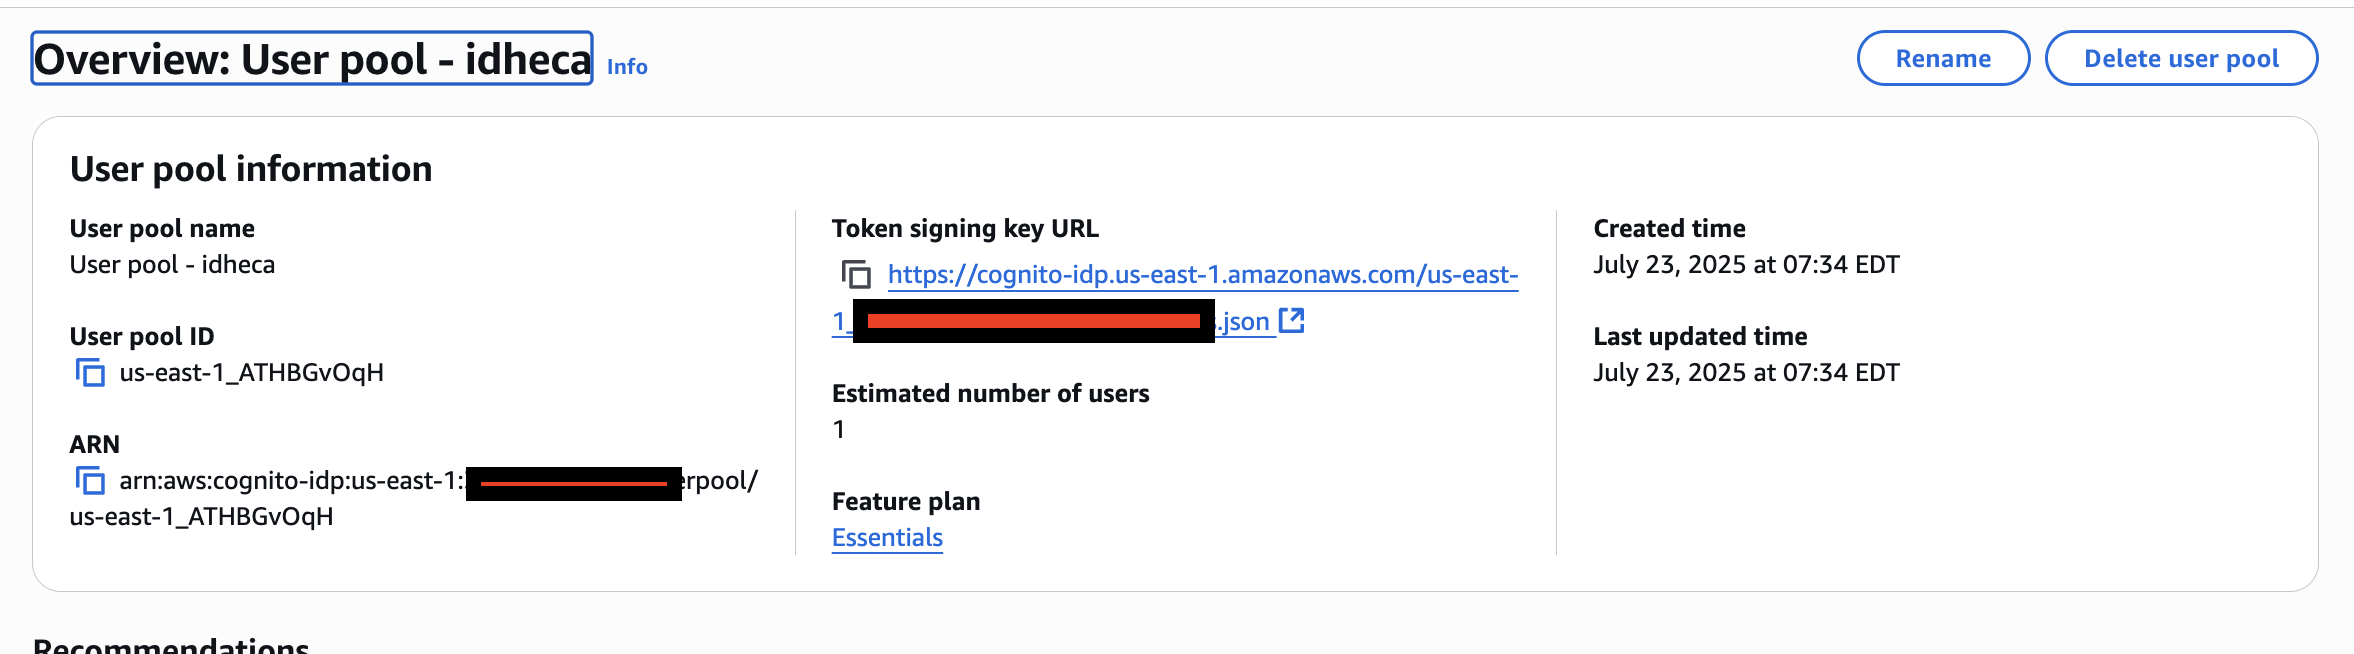 Overview: User pool - idheca Info
Rename
Delete user pool
User pool information
User pool name
User pool - idheca
User pool ID
us-east-1_ATHBGvOqH
ARN
arn:aws:cognito-idp:us-east-1: erpool/
us-east-1_ATHBGvOqH
Token signing key URL
https://cognito-idp.us-east-1.amazonaws.com/us-east-
1_ .json
Estimated number of users
1
Feature plan
Essentials
Created time
July 23, 2025 at 07:34 EDT
Last updated time
July 23, 2025 at 07:34 EDT
Recommendations